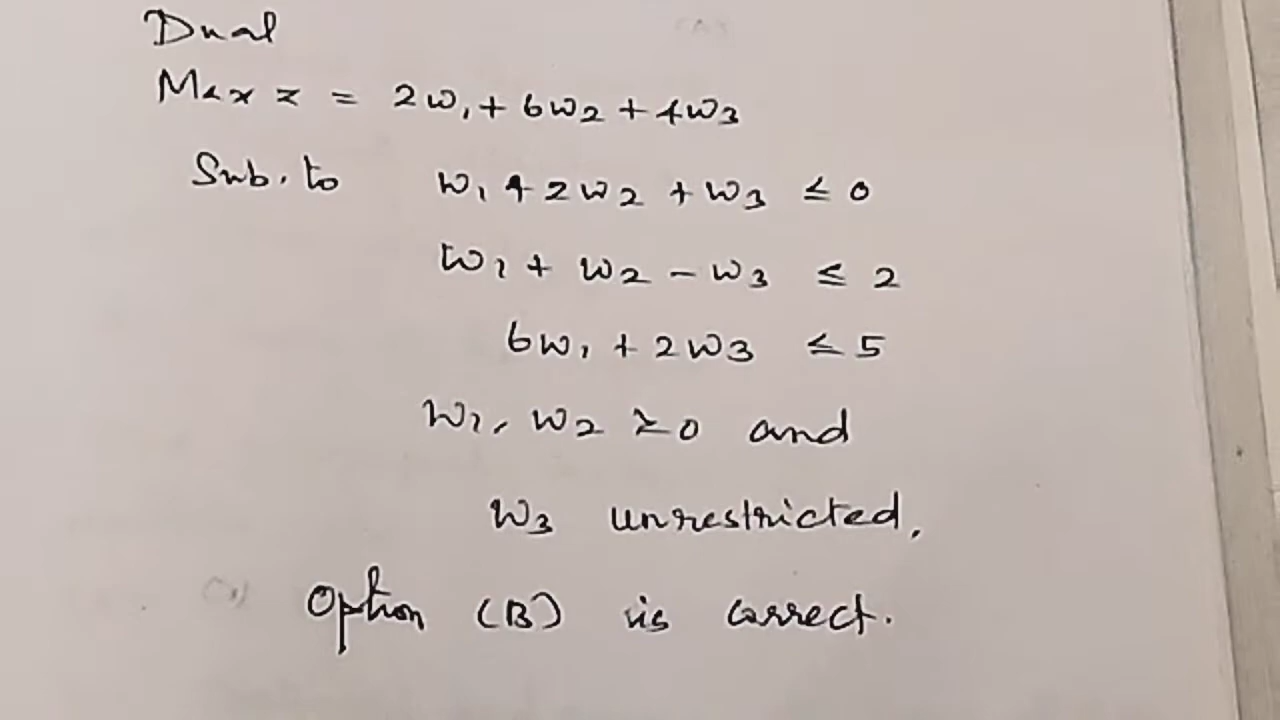 Dual
Max z = 2w₁ + 6w₂ + 4w₃
Sub. to w₁ + 2w₂ + w₃ ≤ 0
w₁ + w₂ - w₃ ≤ 2
6w₁ + 2w₃ ≤ 5
w₁, w₂ ≥ 0 and
w₃ unrestricted.
Option (B) is correct.